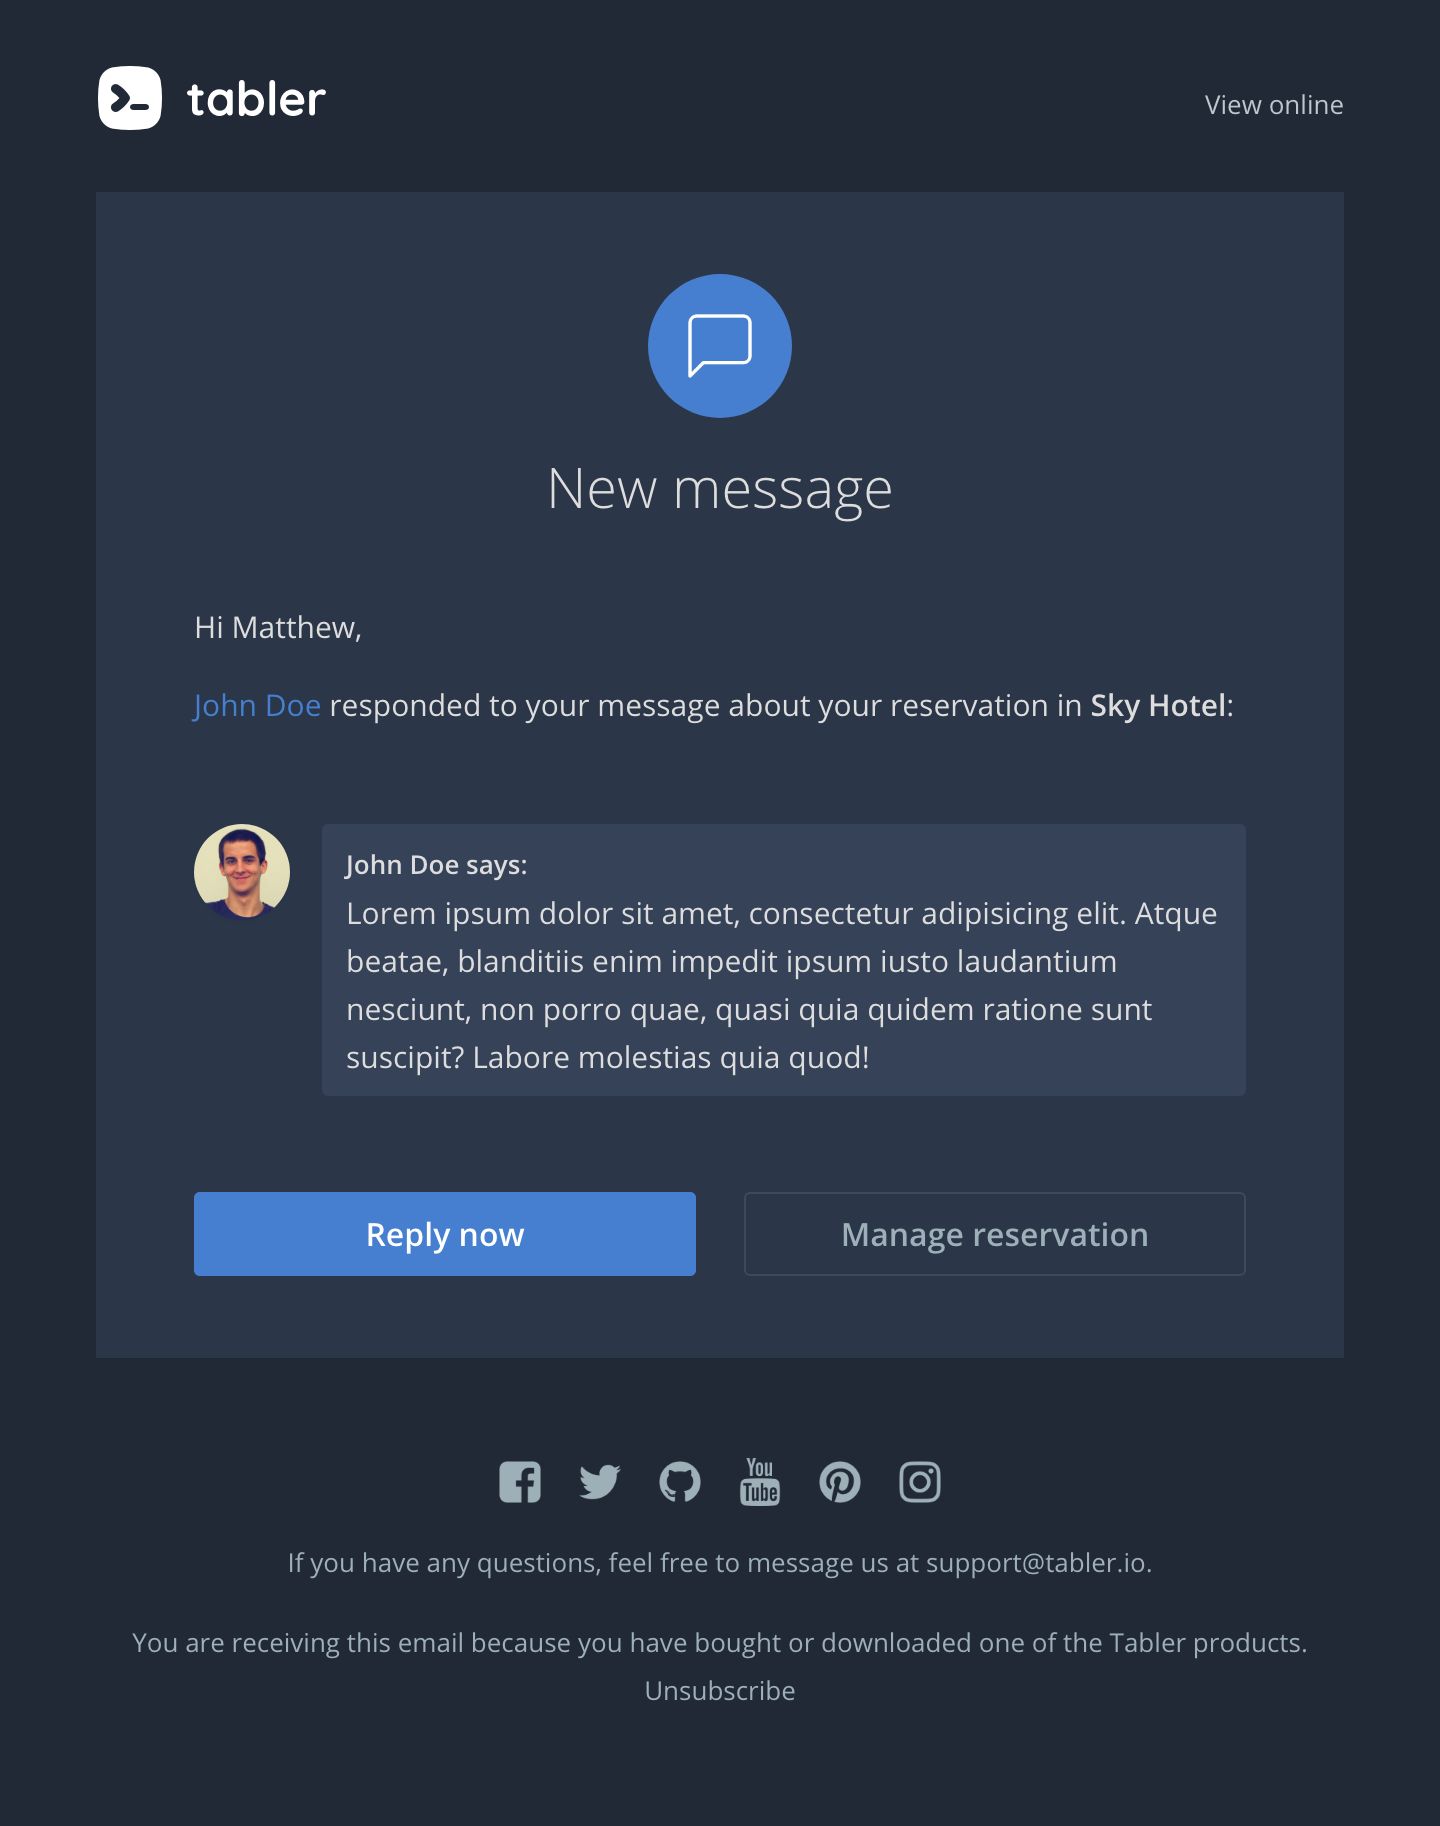 tabler
View online
New message
Hi Matthew,
John Doe responded to your message about your reservation in Sky Hotel:
John Doe says:
Lorem ipsum dolor sit amet, consectetur adipisicing elit. Atque
beatae, blanditiis enim impedit ipsum iusto laudantium
nesciunt, non porro quae, quasi quia quidem ratione sunt
suscipit? Labore molestias quia quod!
Reply now
Manage reservation
You
Tube
If you have any questions, feel free to message us at support@tabler.io.
You are receiving this email because you have bought or downloaded one of the Tabler products.
Unsubscribe